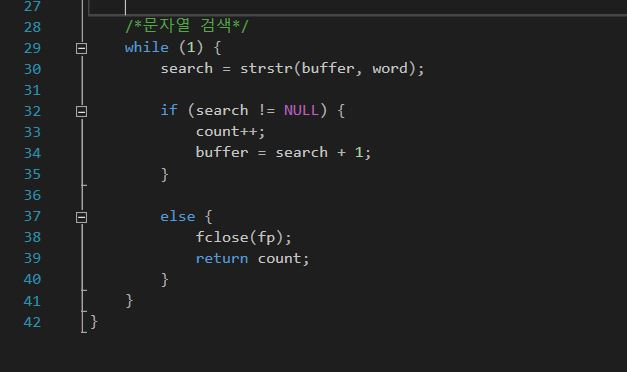 27
28 /*문자열 검색*/
29 while (1) {
30 search = strstr(buffer, word);
31
32 if (search != NULL) {
33 count++;
34 buffer = search + 1;
35 }
36
37 else {
38 fclose(fp);
39 return count;
40 }
41 }
42 }